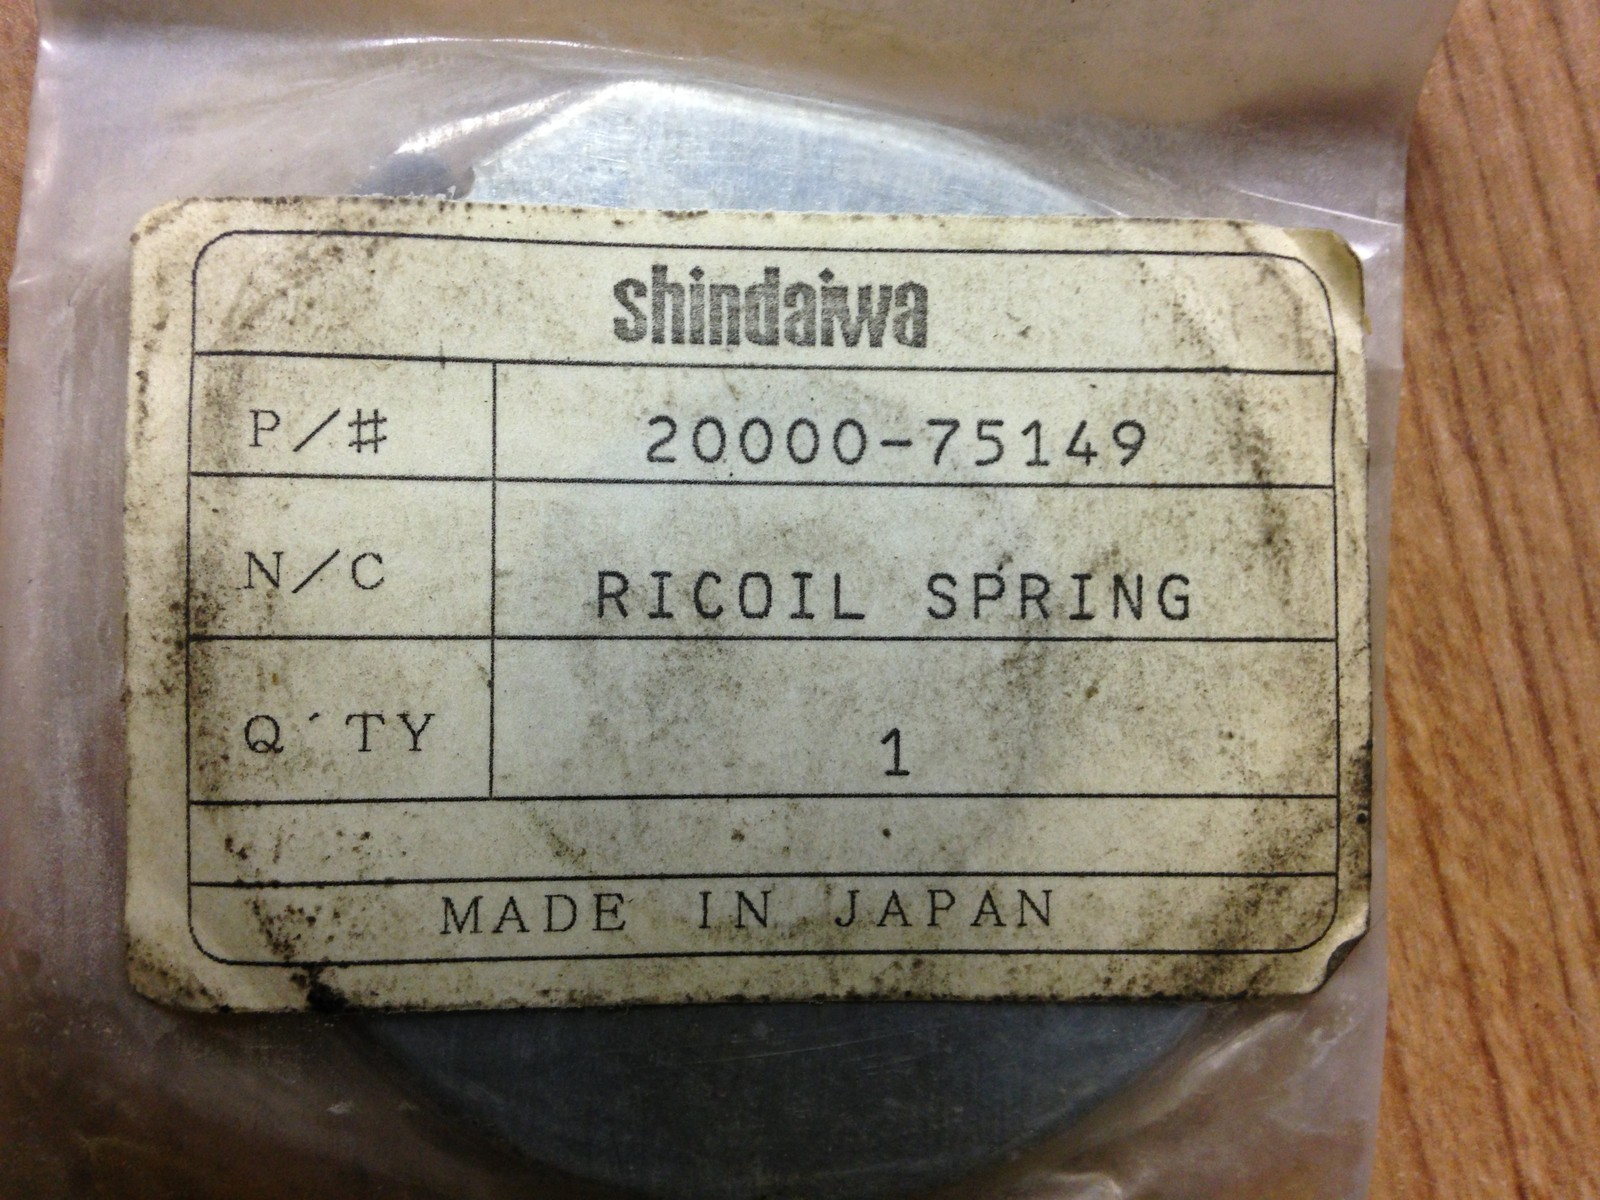 shindaiwa
P/# 20000-75149
N/C RICOIL SPRING
Q'TY 1
MADE IN JAPAN